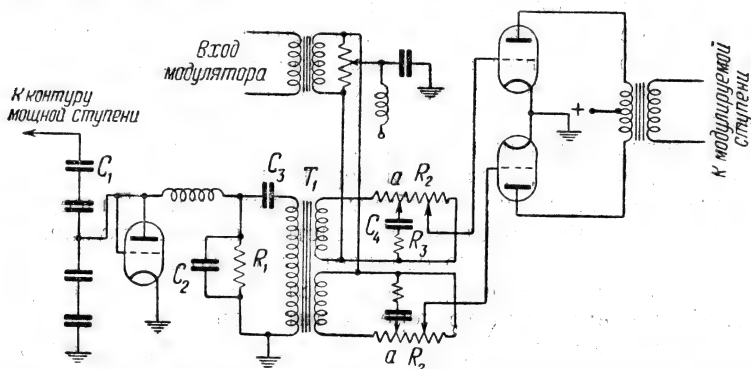 Вход
модулятора
К контуру
мощной ступени
C₁
C₃
T₁
a R₂
C₄
R₃
C₂
R₁
a R₂
+
К модулируемой
ступени